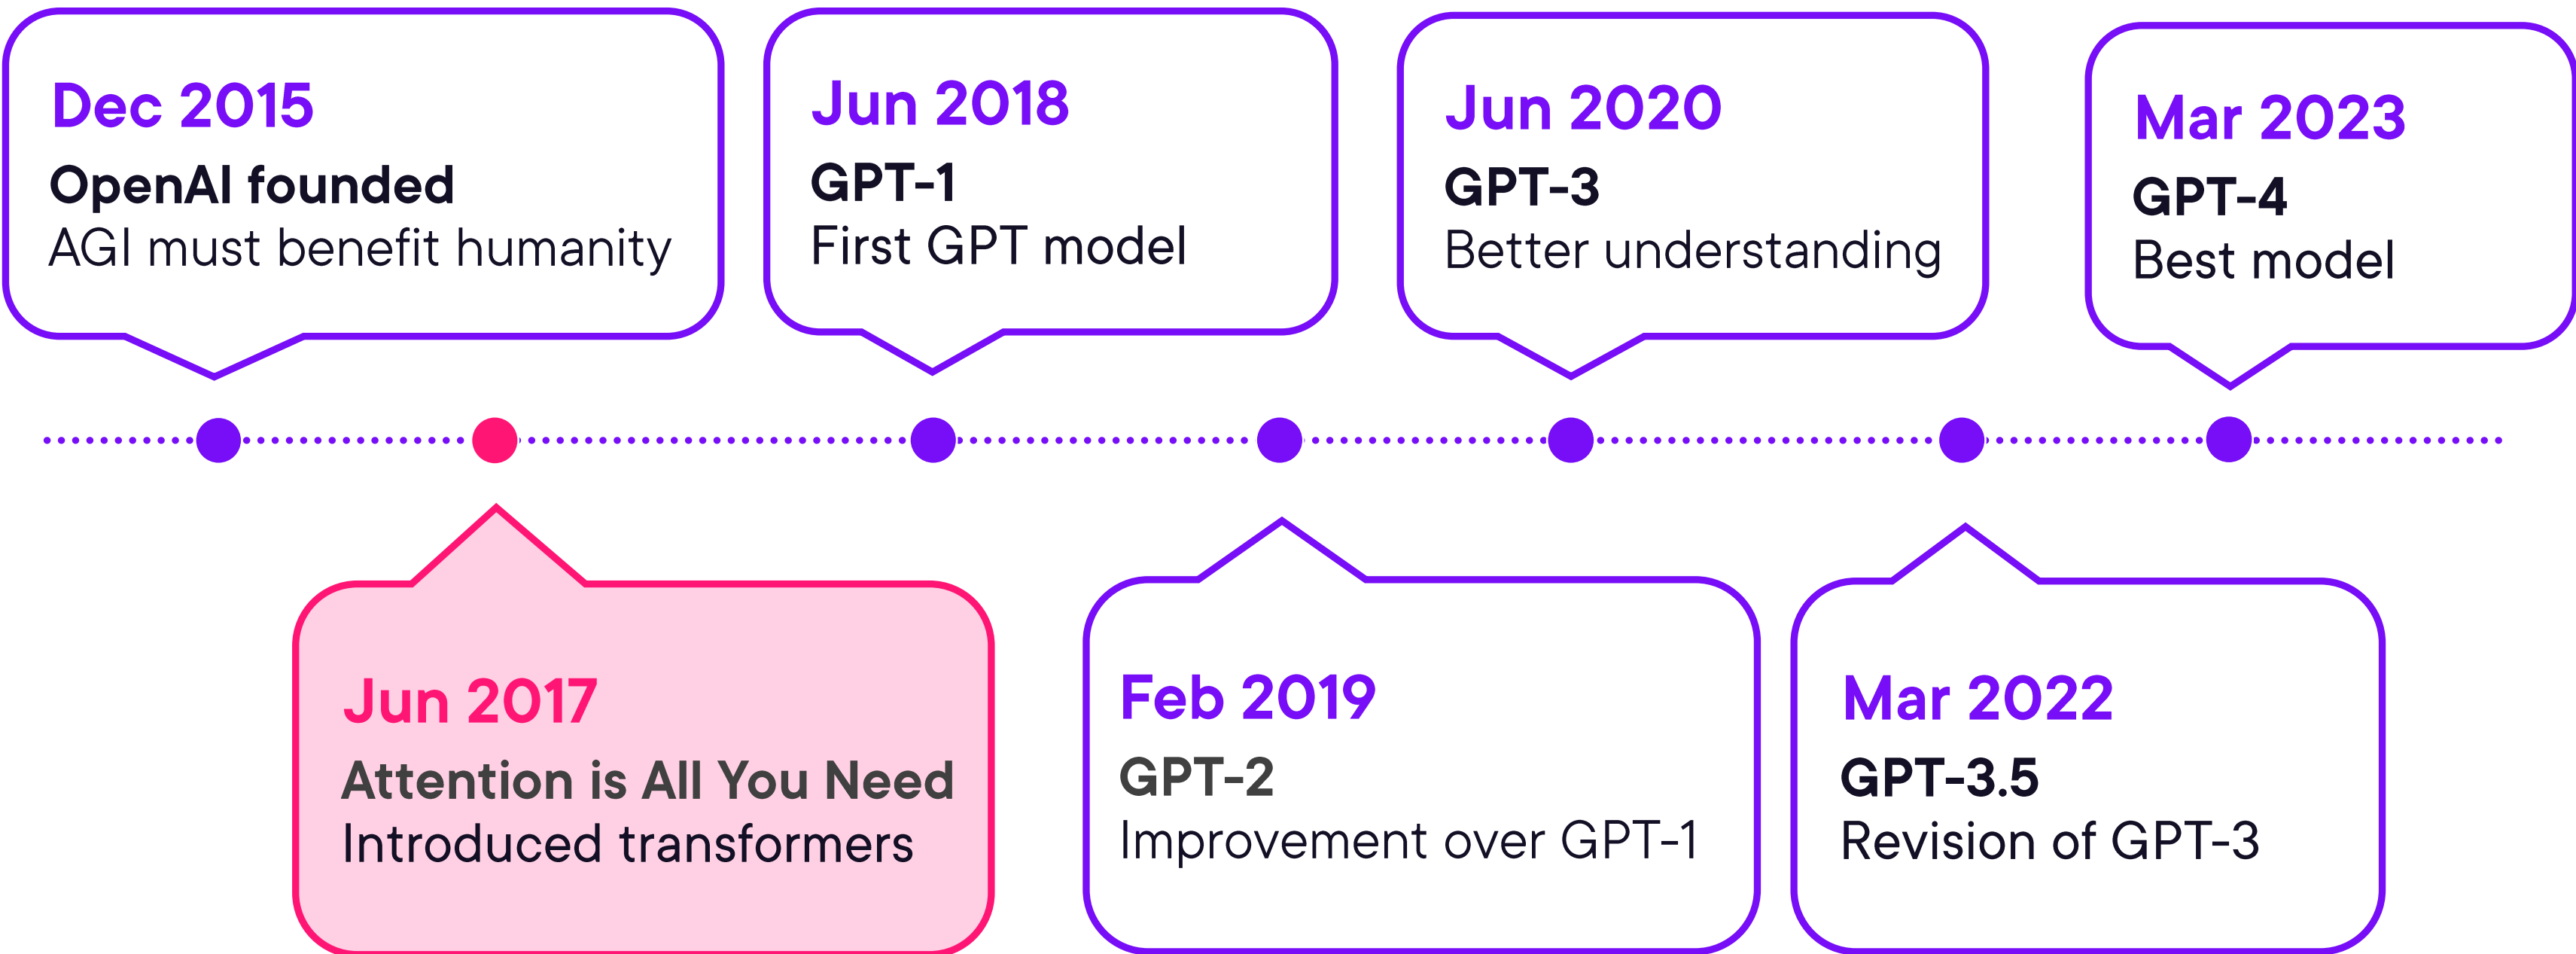 Dec 2015
OpenAI founded
AGI must benefit humanity
Jun 2018
GPT-1
First GPT model
Jun 2020
GPT-3
Better understanding
Mar 2023
GPT-4
Best model
Jun 2017
Attention is All You Need
Introduced transformers
Feb 2019
GPT-2
Improvement over GPT-1
Mar 2022
GPT-3.5
Revision of GPT-3